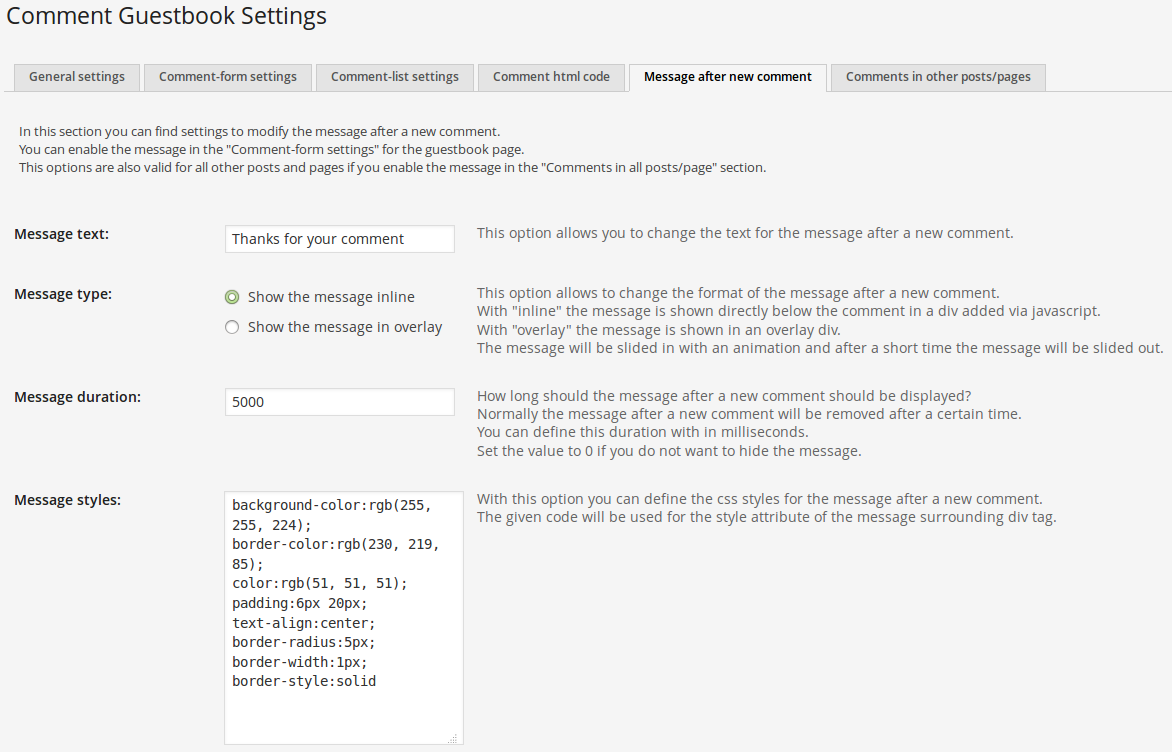 Comment Guestbook Settings
General settings
Comment-form settings
Comment-list settings
Comment html code
Message after new comment
Comments in other posts/pages
In this section you can find settings to modify the message after a new comment.
You can enable the message in the "Comment-form settings" for the guestbook page.
This options are also valid for all other posts and pages if you enable the message in the "Comments in all posts/page" section.
Message text:
Thanks for your comment
This option allows you to change the text for the message after a new comment.
Message type:
Show the message inline
Show the message in overlay
This option allows to change the format of the message after a new comment.
With "inline" the message is shown directly below the comment in a div added via javascript.
With "overlay" the message is shown in an overlay div.
The message will be slided in with an animation and after a short time the message will be slided out.
Message duration:
5000
How long should the message after a new comment should be displayed?
Normally the message after a new comment will be removed after a certain time.
You can define this duration with in milliseconds.
Set the value to 0 if you do not want to hide the message.
Message styles:
background-color:rgb(255,
255, 224);
border-color:rgb(230, 219,
85);
color:rgb(51, 51, 51);
padding:6px 20px;
text-align:center;
border-radius:5px;
border-width:1px;
border-style:solid
With this option you can define the css styles for the message after a new comment.
The given code will be used for the style attribute of the message surrounding div tag.